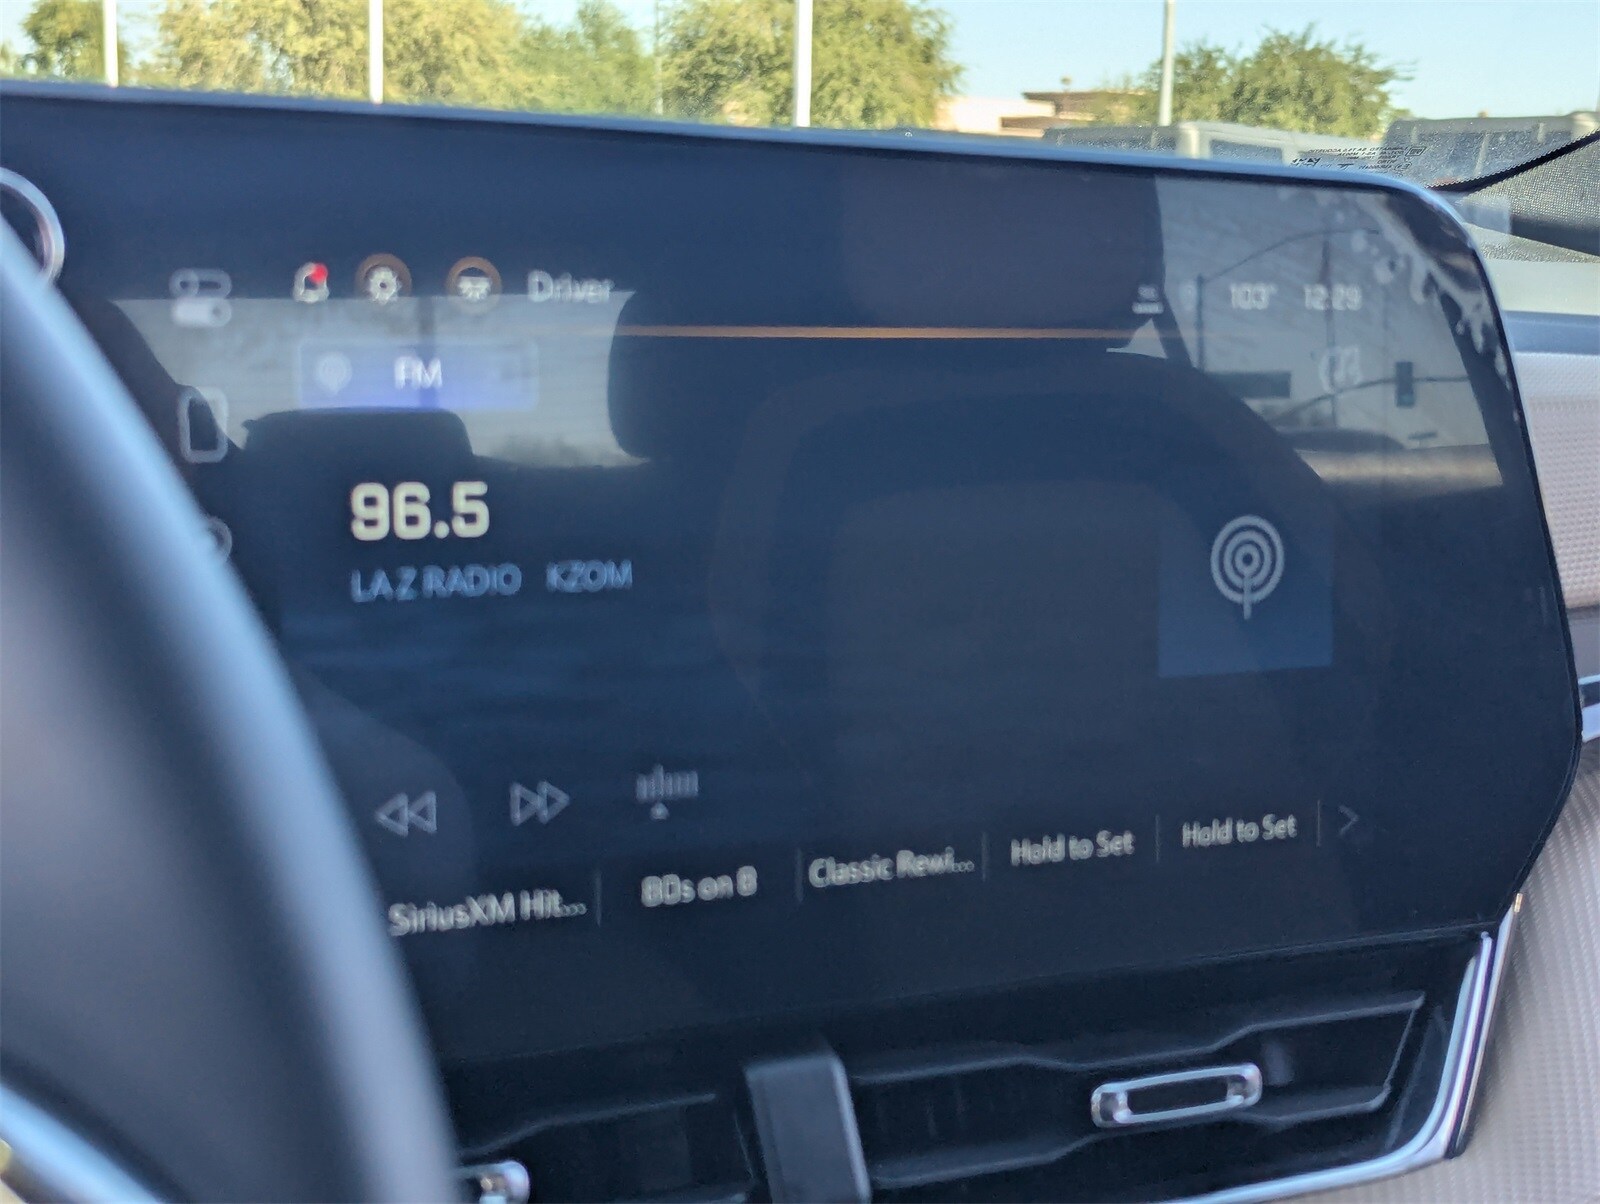 Driver
103° 12:29
FM
96.5
LA Z RADIO KZOM
SiriusXM Hit...
80s on 8
Classic Rewi...
Hold to Set
Hold to Set